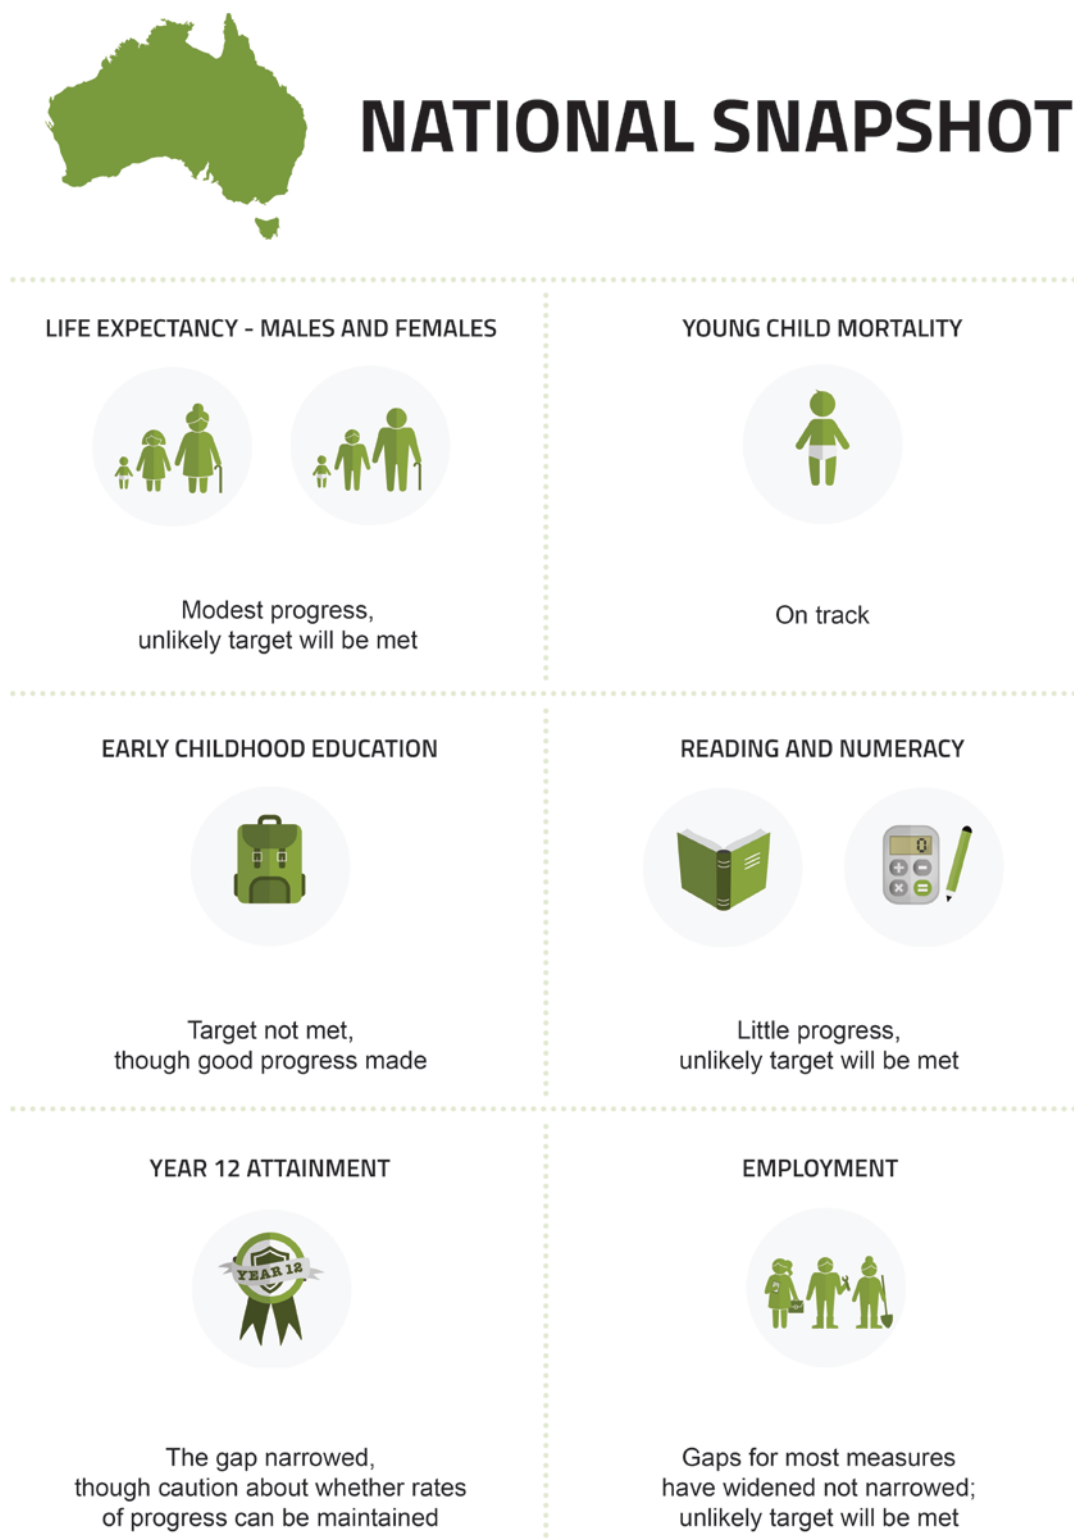 NATIONAL SNAPSHOT
LIFE EXPECTANCY - MALES AND FEMALES
Modest progress,
unlikely target will be met
YOUNG CHILD MORTALITY
On track
EARLY CHILDHOOD EDUCATION
Target not met,
though good progress made
READING AND NUMERACY
0
+ −
× =
Little progress,
unlikely target will be met
YEAR 12 ATTAINMENT
YEAR 12
The gap narrowed,
though caution about whether rates
of progress can be maintained
EMPLOYMENT
Gaps for most measures
have widened not narrowed;
unlikely target will be met